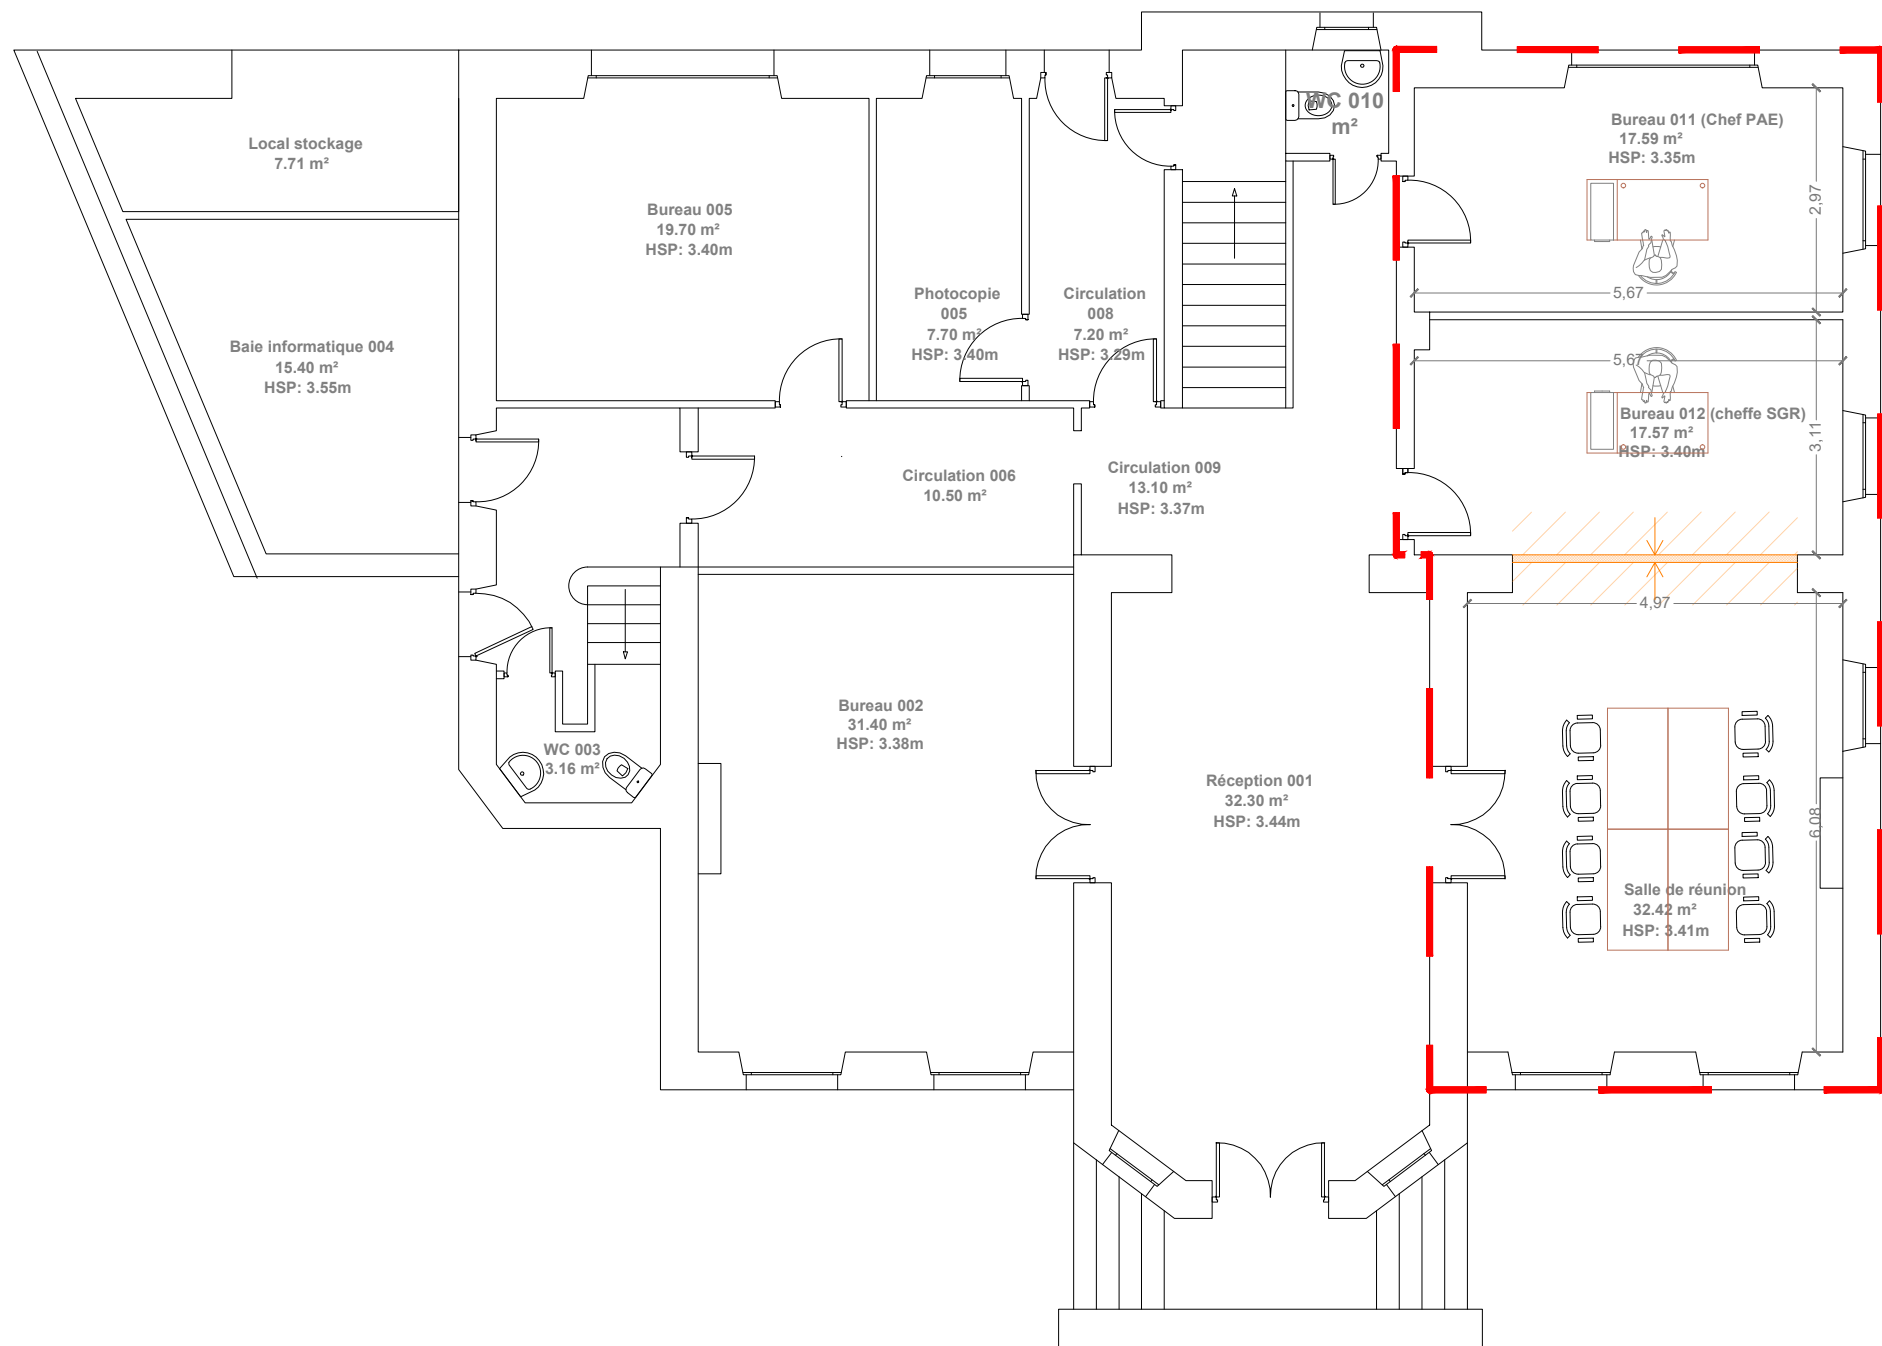 Local stockage
7.71 m²
Baie informatique 004
15.40 m²
HSP: 3.55m
Bureau 005
19.70 m²
HSP: 3.40m
Photocopie
005
7.70 m²
HSP: 3.40m
Circulation
008
7.20 m²
HSP: 3.29m
WC 010
m²
Bureau 011 (Chef PAE)
17.59 m²
HSP: 3.35m
2,97
5,67
5,67
Bureau 012 (cheffe SGR)
17.57 m²
HSP: 3.40m
3,11
Circulation 006
10.50 m²
Circulation 009
13.10 m²
HSP: 3.37m
4,97
Bureau 002
31.40 m²
HSP: 3.38m
WC 003
3.16 m²
Réception 001
32.30 m²
HSP: 3.44m
6,08
Salle de réunion
32.42 m²
HSP: 3.41m